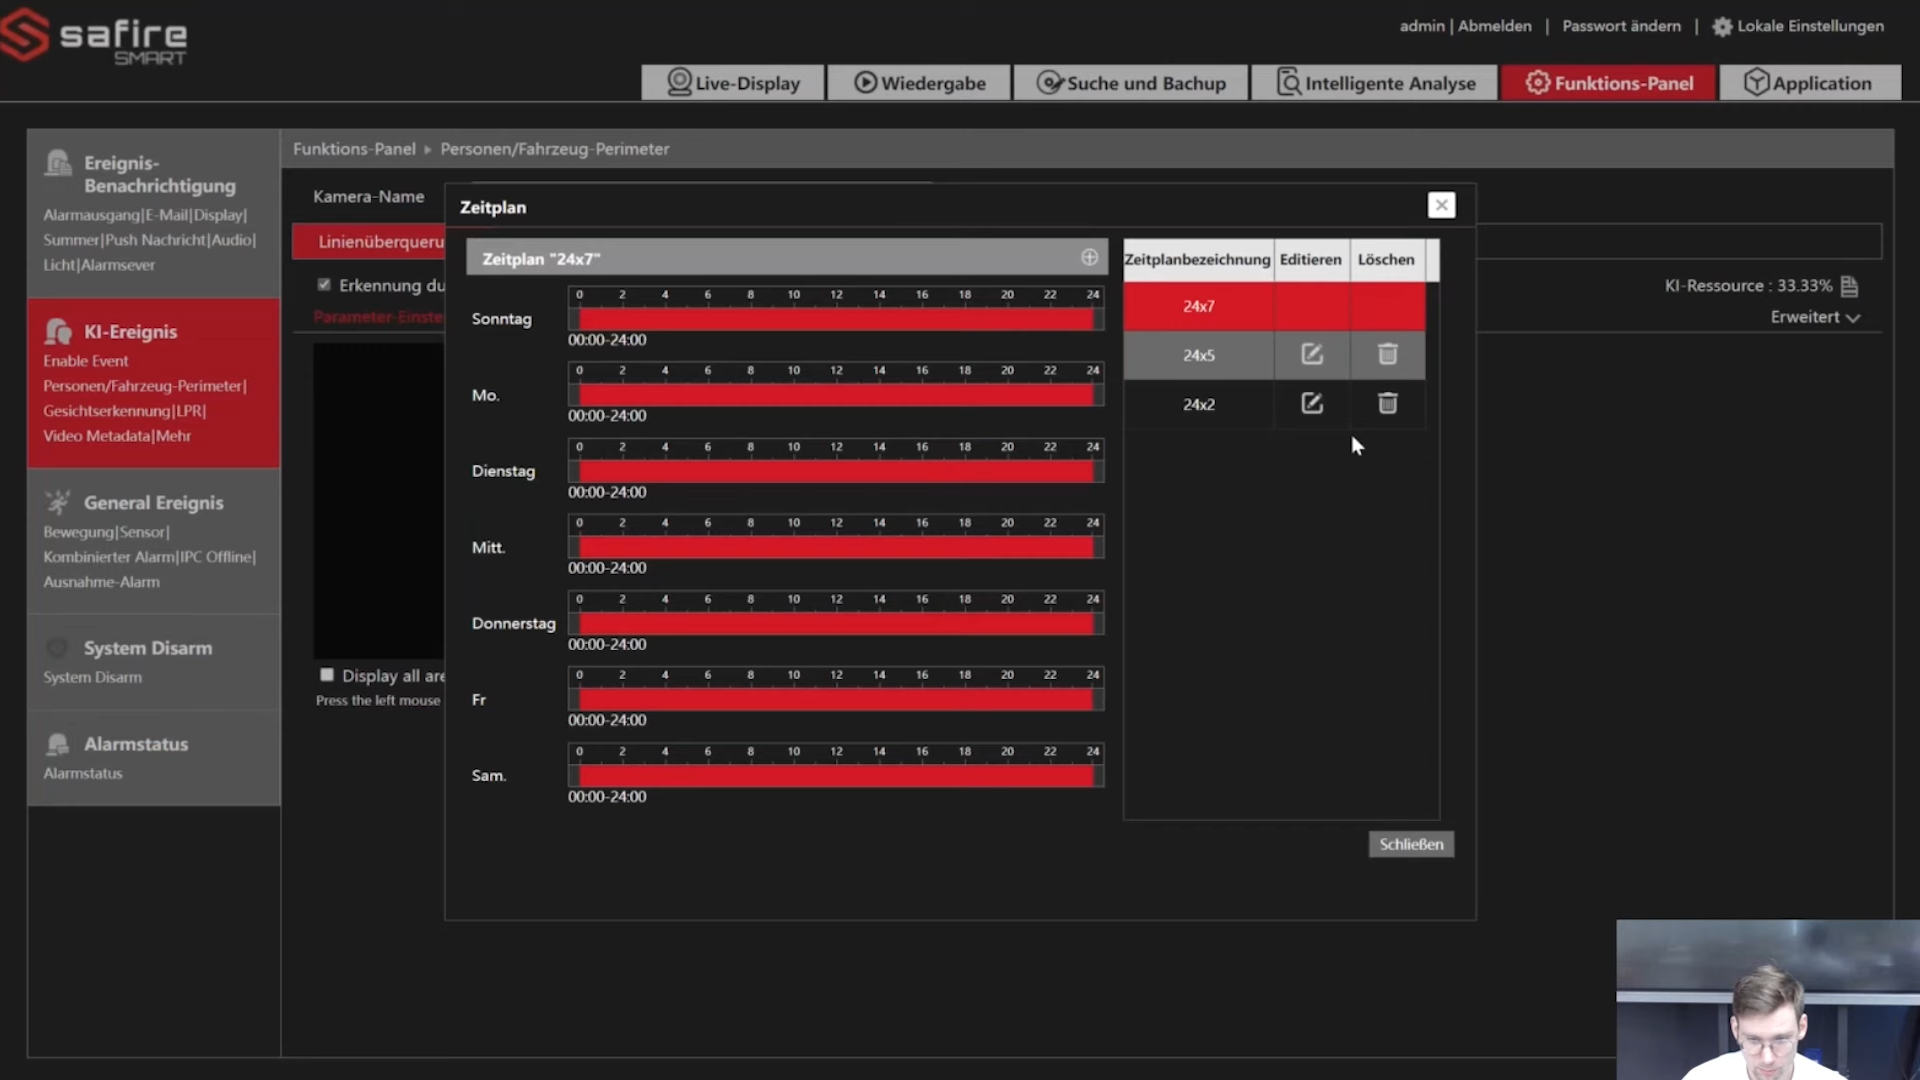 safire
SMART
admin | Abmelden | Passwort ändern | Lokale Einstellungen
Live-Display
Wiedergabe
Suche und Bachup
Intelligente Analyse
Funktions-Panel
Application
Ereignis-
Benachrichtigung
Alarmausgang|E-Mail|Display|
Summer|Push Nachricht|Audio|
Licht|Alarmsever
KI-Ereignis
Enable Event
Personen/Fahrzeug-Perimeter|
Gesichtserkennung|LPR|
Video Metadata|Mehr
General Ereignis
Bewegung|Sensor|
Kombinierter Alarm|IPC Offline|
Ausnahme-Alarm
System Disarm
System Disarm
Alarmstatus
Alarmstatus
Funktions-Panel ▸ Personen/Fahrzeug-Perimeter
Kamera-Name
Linienüberqueru
Erkennung du
Parameter-Einste
Display all are
Press the left mouse
KI-Ressource : 33.33%
Erweitert
Zeitplan
Zeitplan "24x7"
0 2 4 6 8 10 12 14 16 18 20 22 24
Sonntag
00:00-24:00
0 2 4 6 8 10 12 14 16 18 20 22 24
Mo.
00:00-24:00
0 2 4 6 8 10 12 14 16 18 20 22 24
Dienstag
00:00-24:00
0 2 4 6 8 10 12 14 16 18 20 22 24
Mitt.
00:00-24:00
0 2 4 6 8 10 12 14 16 18 20 22 24
Donnerstag
00:00-24:00
0 2 4 6 8 10 12 14 16 18 20 22 24
Fr
00:00-24:00
0 2 4 6 8 10 12 14 16 18 20 22 24
Sam.
00:00-24:00
Zeitplanbezeichnung Editieren Löschen
24x7
24x5
24x2
Schließen